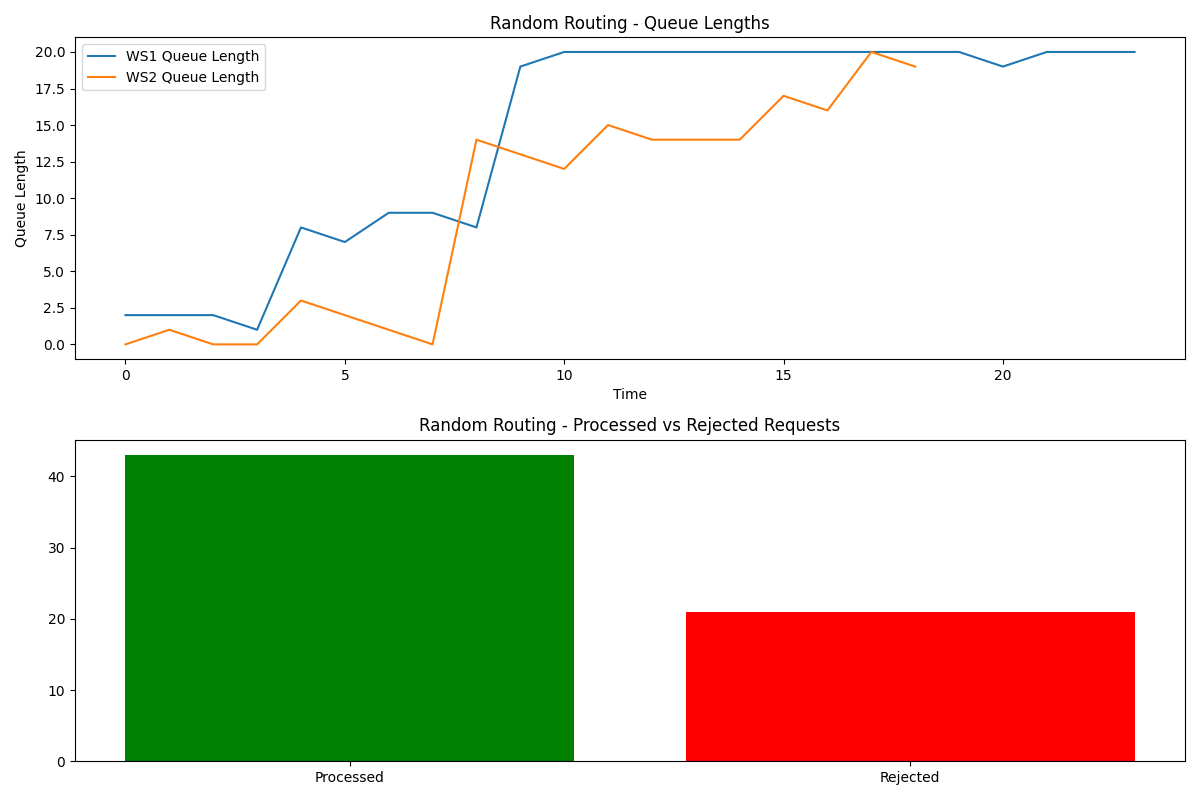 Random Routing - Queue Lengths
WS1 Queue Length
WS2 Queue Length
20.0
17.5
15.0
12.5
10.0
7.5
5.0
2.5
0.0
Queue Length
0 5 10 15 20
Time
Random Routing - Processed vs Rejected Requests
40
30
20
10
0
Processed Rejected